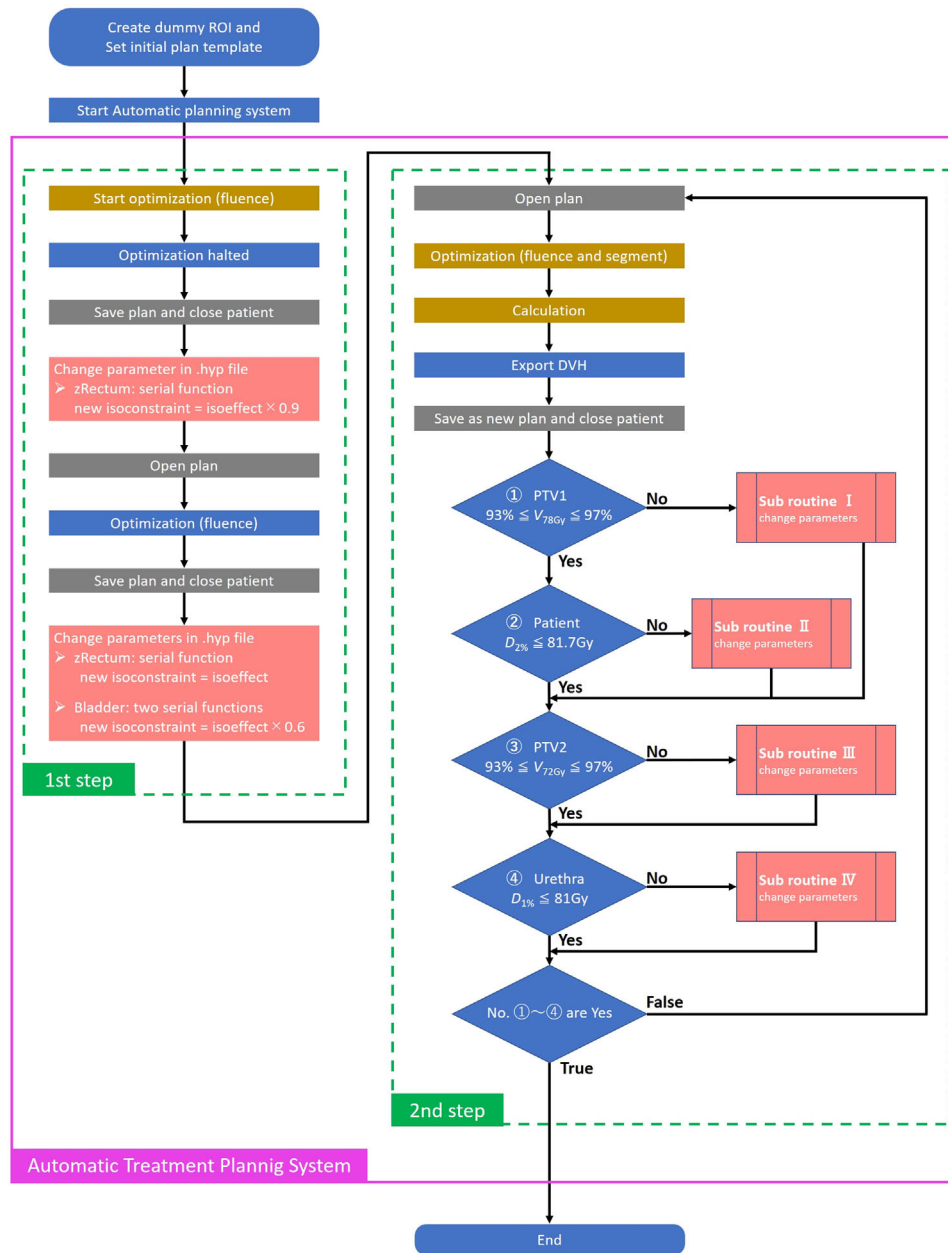 Create dummy ROI and
Set initial plan template
Start Automatic planning system
Start optimization (fluence)
Optimization halted
Save plan and close patient
Change parameter in .hyp file
➢ zRectum: serial function
new isoconstraint = isoeffect × 0.9
Open plan
Optimization (fluence)
Save plan and close patient
Change parameters in .hyp file
➢ zRectum: serial function
new isoconstraint = isoeffect
➢ Bladder: two serial functions
new isoconstraint = isoeffect × 0.6
1st step
Open plan
Optimization (fluence and segment)
Calculation
Export DVH
Save as new plan and close patient
① PTV1
93% ≦ V78Gy ≦ 97%
No
Sub routine Ⅰ
change parameters
Yes
② Patient
D2% ≦ 81.7Gy
No
Sub routine Ⅱ
change parameters
Yes
③ PTV2
93% ≦ V72Gy ≦ 97%
No
Sub routine Ⅲ
change parameters
Yes
④ Urethra
D1% ≦ 81Gy
No
Sub routine Ⅳ
change parameters
Yes
No. ①～④ are Yes
False
True
2nd step
Automatic Treatment Plannig System
End